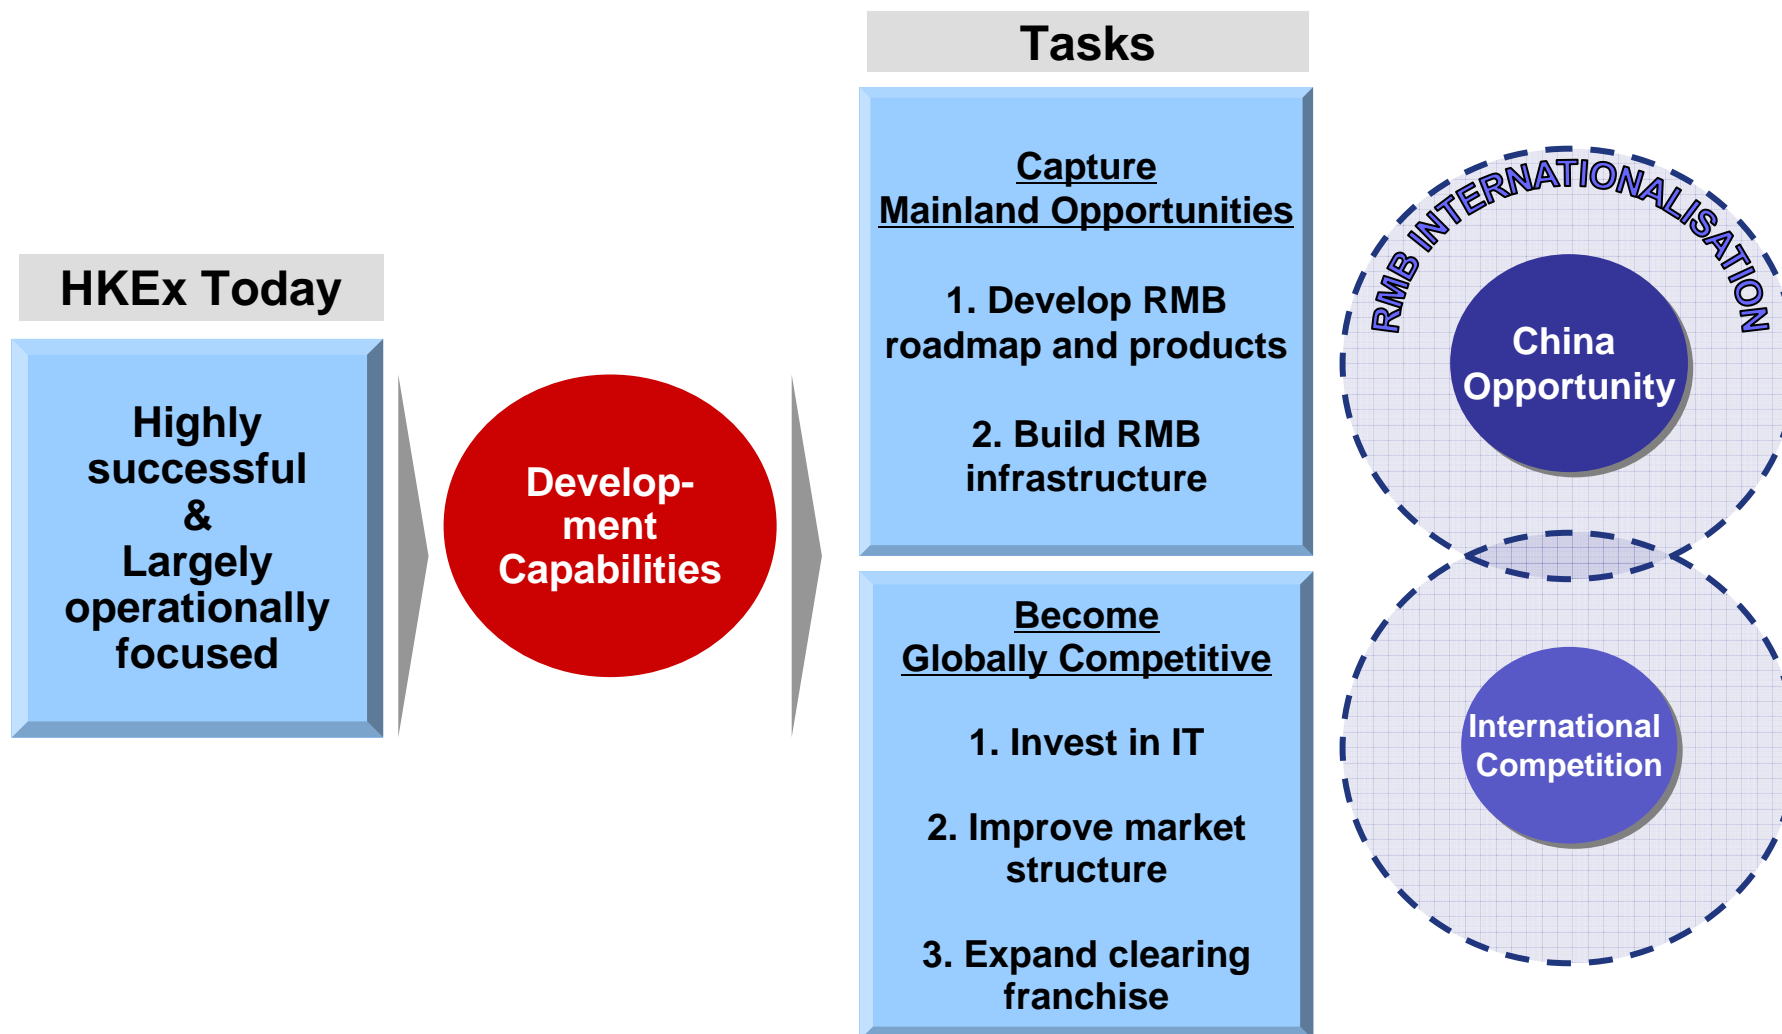 HKEx Today
Highly
successful
&
Largely
operationally
focused
Develop-
ment
Capabilities
Tasks
Capture
Mainland Opportunities
1. Develop RMB
roadmap and products
2. Build RMB
infrastructure
Become
Globally Competitive
1. Invest in IT
2. Improve market
structure
3. Expand clearing
franchise
RMB INTERNATIONALISATION
China
Opportunity
International
Competition